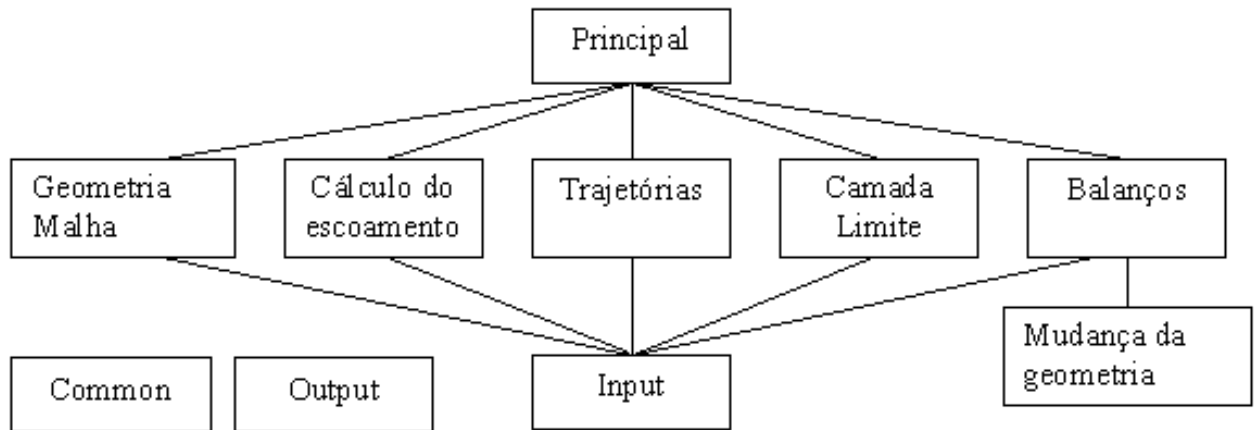 Principal
Geometria
Malha
Cálculo do
escoamento
Trajetórias
Camada
Limite
Balanços
Mudança da
geometria
Common
Output
Input